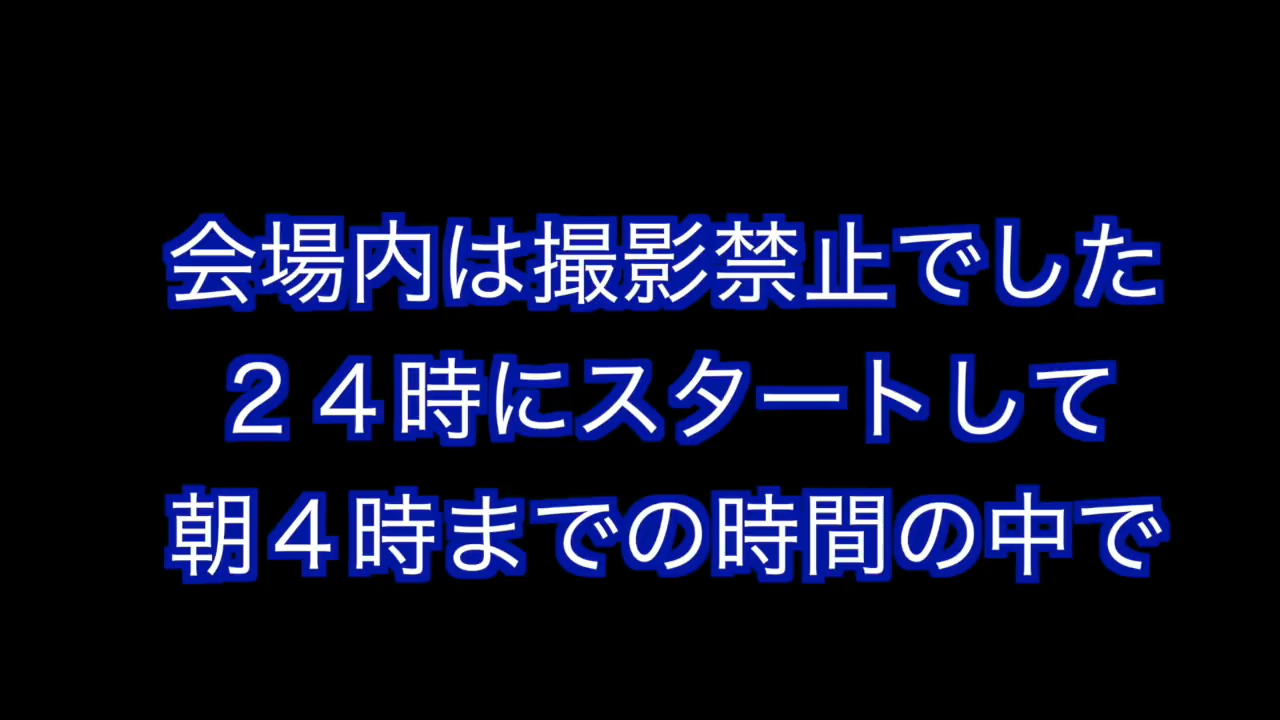 会場内は撮影禁止でした
２４時にスタートして
朝４時までの時間の中で